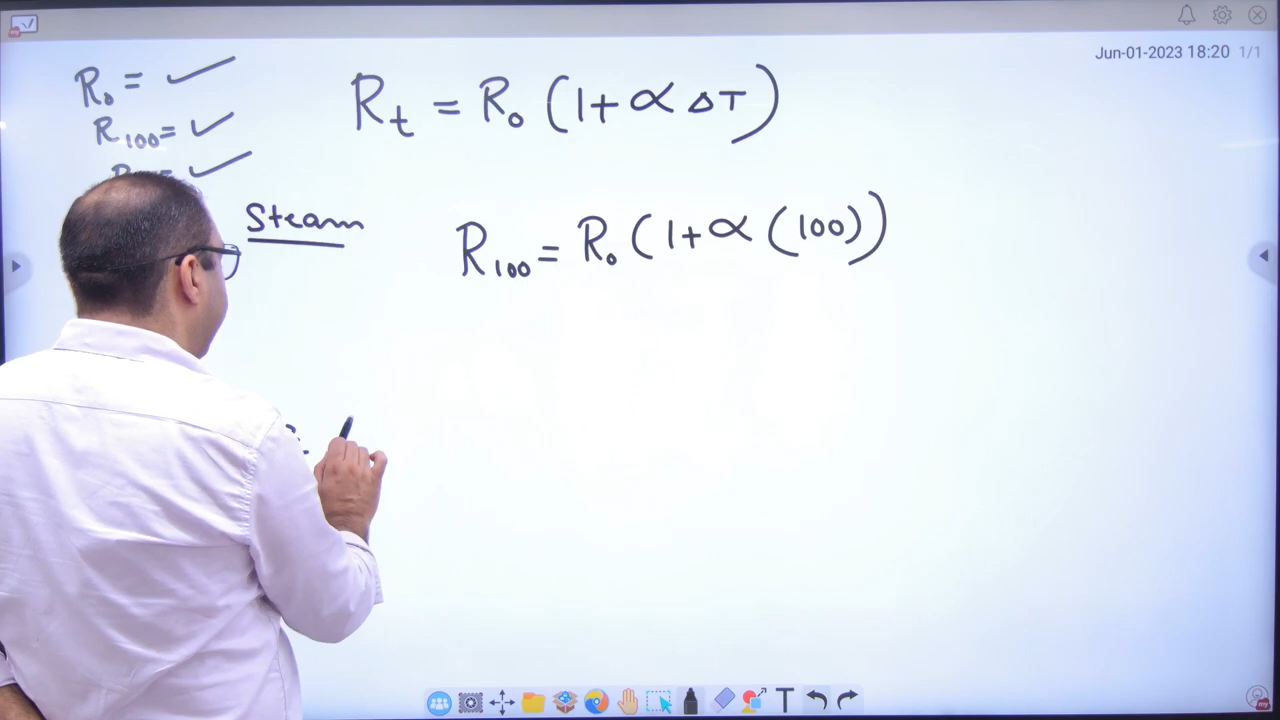 Jun-01-2023 18:20 1/1
R₀ = ✓
R₁₀₀ = ✓
Rₜ = R₀ (1 + α ΔT)
Steam
R₁₀₀ = R₀ (1 + α (100))
T